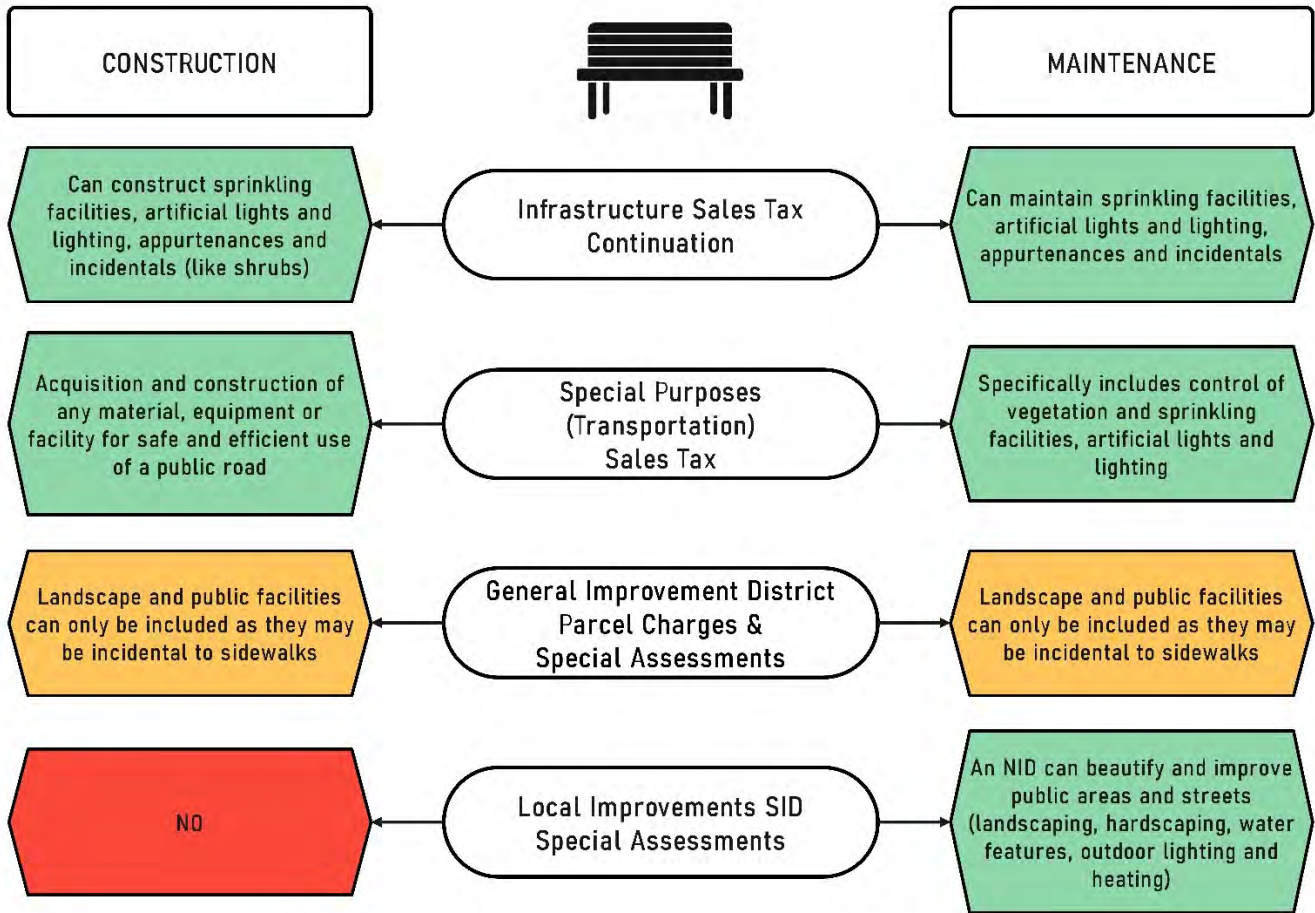 CONSTRUCTION
MAINTENANCE
Can construct sprinkling
facilities, artificial lights and
lighting, appurtenances and
incidentals (like shrubs)
Infrastructure Sales Tax
Continuation
Can maintain sprinkling facilities,
artificial lights and lighting,
appurtenances and incidentals
Acquisition and construction of
any material, equipment or
facility for safe and efficient use
of a public road
Special Purposes
(Transportation)
Sales Tax
Specifically includes control of
vegetation and sprinkling
facilities, artificial lights and
lighting
Landscape and public facilities
can only be included as they may
be incidental to sidewalks
General Improvement District
Parcel Charges &
Special Assessments
Landscape and public facilities
can only be included as they may
be incidental to sidewalks
NO
Local Improvements SID
Special Assessments
An NID can beautify and improve
public areas and streets
(landscaping, hardscaping, water
features, outdoor lighting and
heating)